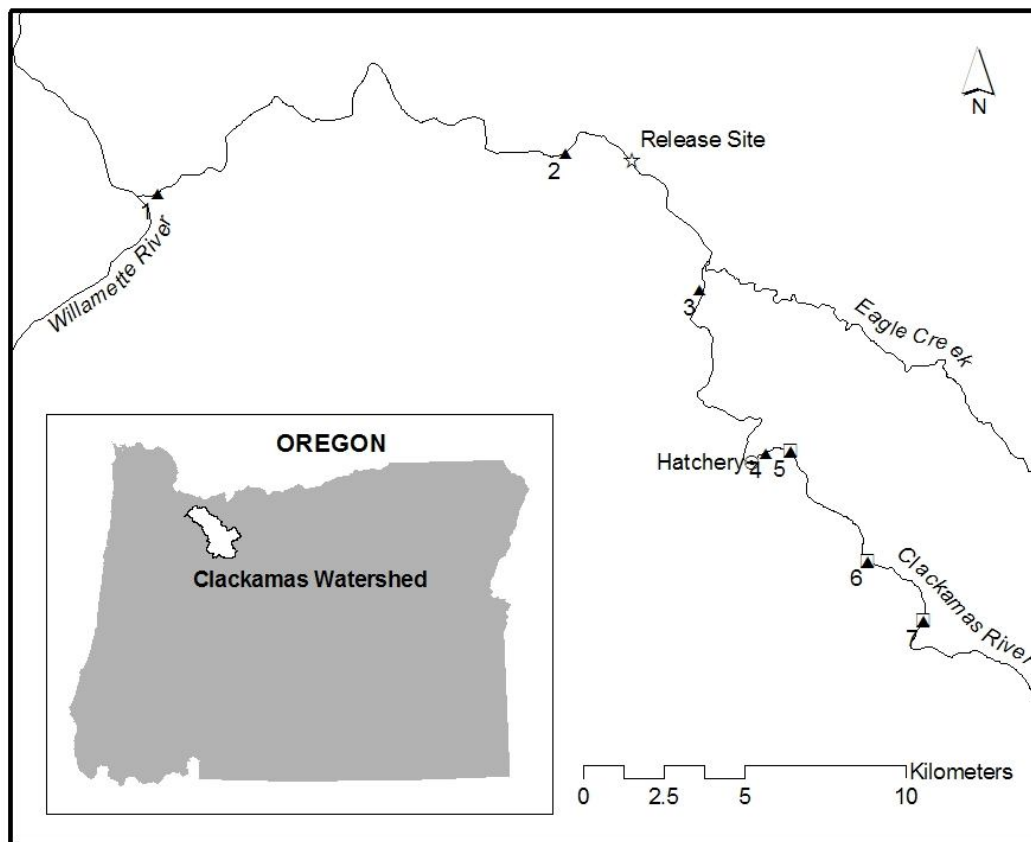 N
Release Site
2
1
Willamette River
3
Eagle Creek
OREGON
Hatchery
4
5
Clackamas Watershed
6
Clackamas River
7
Kilometers
0 2.5 5 10